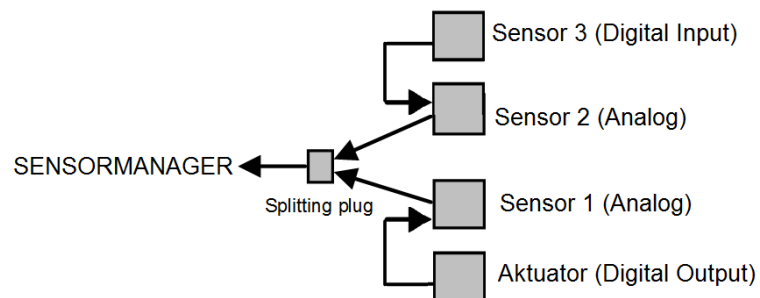 Sensor 3 (Digital Input)
Sensor 2 (Analog)
SENSORMANAGER
Splitting plug
Sensor 1 (Analog)
Aktuator (Digital Output)